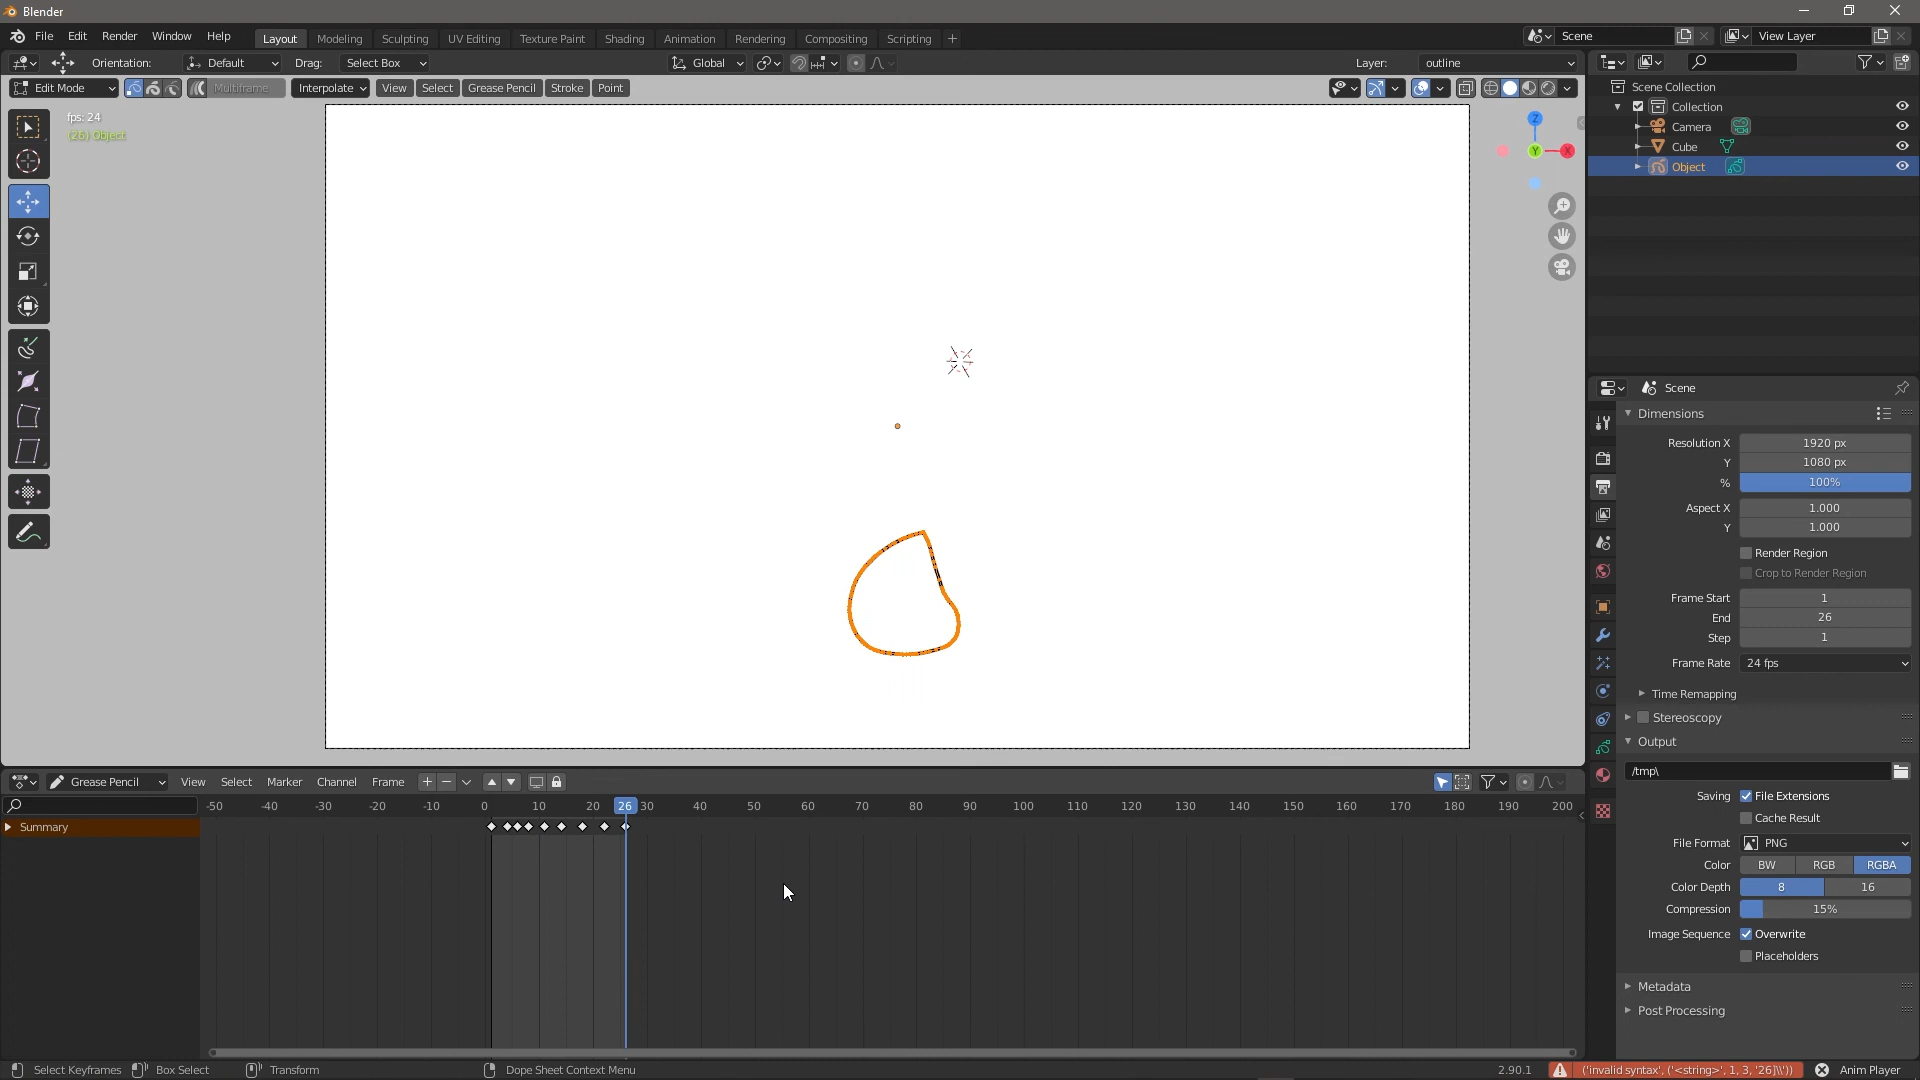 Blender
File Edit Render Window Help
Layout Modeling Sculpting UV Editing Texture Paint Shading Animation Rendering Compositing Scripting
Scene
View Layer
Orientation: Default Drag: Select Box
Global
Layer: outline
Edit Mode
Multiframe
Interpolate View Select Grease Pencil Stroke Point
fps: 24
(26) Object
Z
Y
X
Scene Collection
Collection
Camera
Cube
Object
Scene
Dimensions
Resolution X 1920 px
Y 1080 px
% 100%
Aspect X 1.000
Y 1.000
Render Region
Crop to Render Region
Frame Start 1
End 26
Step 1
Frame Rate 24 fps
Time Remapping
Stereoscopy
Output
/tmp\
Saving File Extensions
Cache Result
File Format PNG
Color BW RGB RGBA
Color Depth 8 16
Compression 15%
Image Sequence Overwrite
Placeholders
Metadata
Post Processing
Grease Pencil View Select Marker Channel Frame
-50 -40 -30 -20 -10 0 10 20 26 30 40 50 60 70 80 90 100 110 120 130 140 150 160 170 180 190 200
Summary
Select Keyframes Box Select Transform Dope Sheet Context Menu
2.90.1 ('invalid syntax', ('<string>', 1, 3, '26]\\')) Anim Player